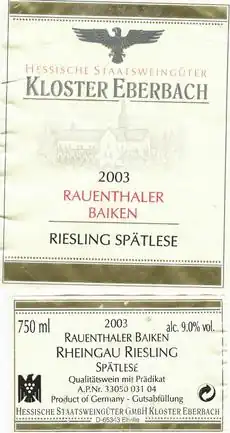 HESSISCHE STAATSWEINGÜTER
KLOSTER EBERBACH
2003
RAUENTHALER
BAIKEN
RIESLING SPÄTLESE
750 ml
2003
alc. 9.0% vol.
RAUENTHALER BAIKEN
RHEINGAU RIESLING
SPÄTLESE
Qualitätswein mit Prädikat
A.P.Nr. 33050 031 04
Product of Germany - Gutsabfüllung
HESSISCHE STAATSWEINGÜTER GMBH KLOSTER EBERBACH